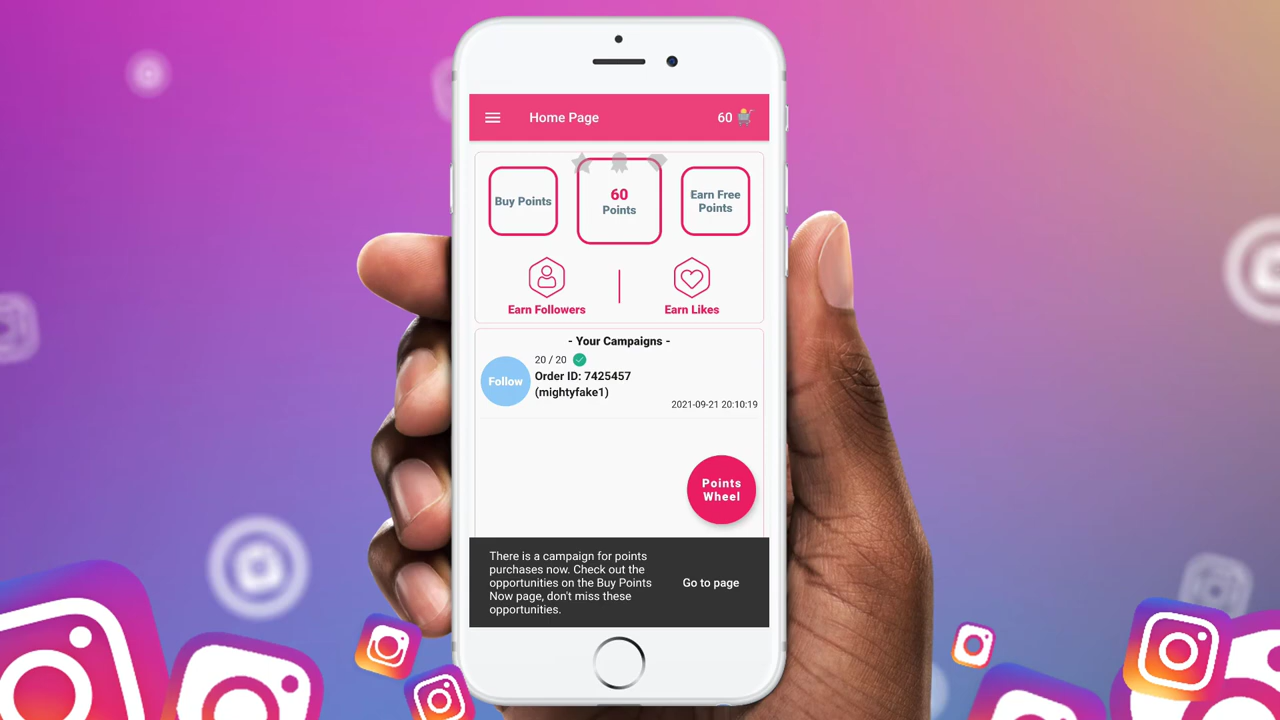 Home Page
60
Buy Points
60
Points
Earn Free
Points
Earn Followers
Earn Likes
- Your Campaigns -
20 / 20
Follow
Order ID: 7425457
(mightyfake1)
2021-09-21 20:10:19
Points
Wheel
There is a campaign for points
purchases now. Check out the
opportunities on the Buy Points
Now page, don't miss these
opportunities.
Go to page